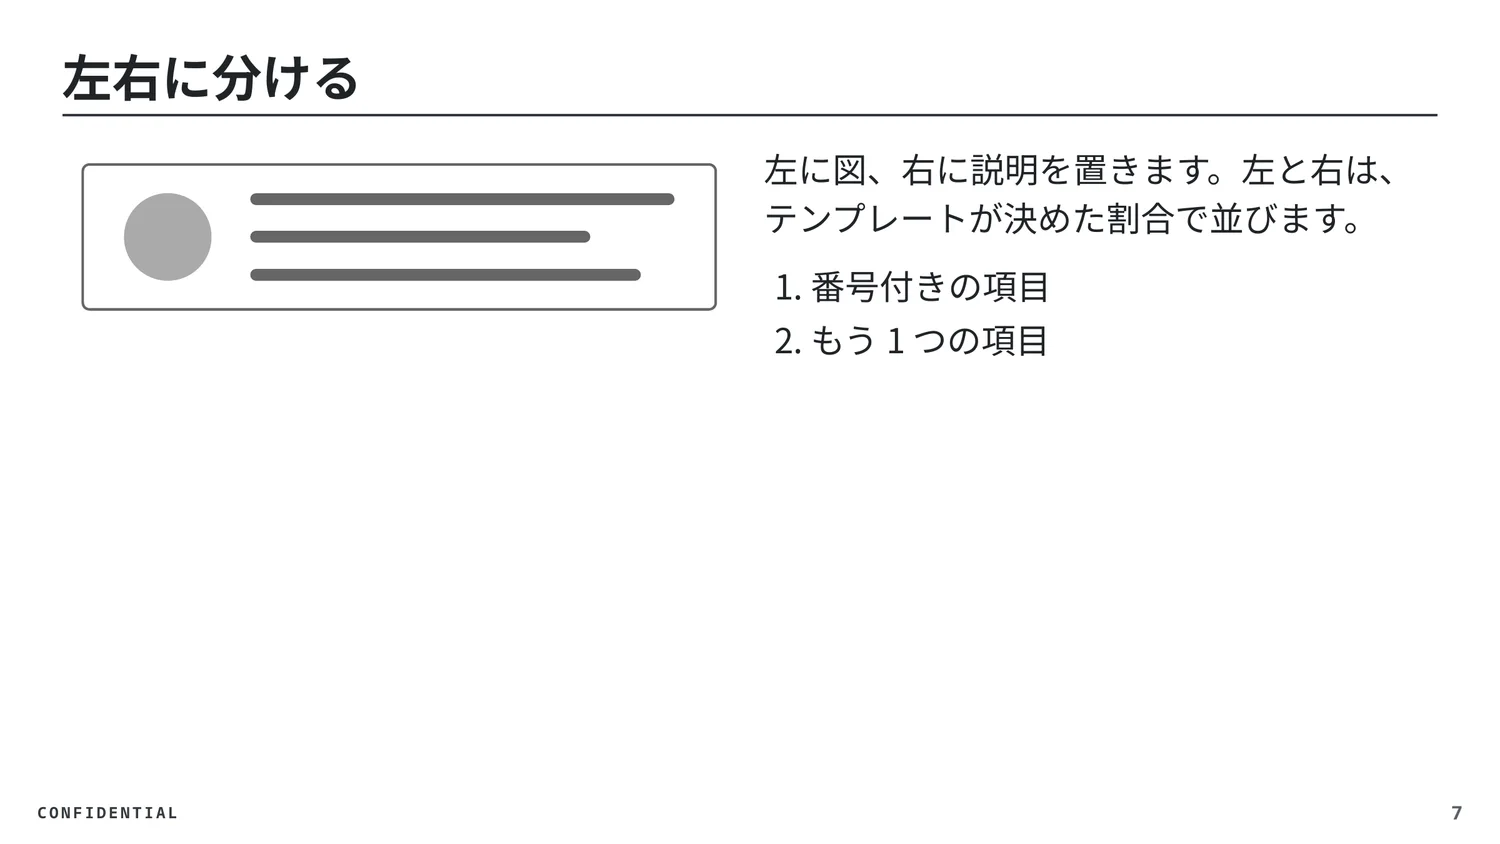 左右に分ける
左に図、右に説明を置きます。左と右は、
テンプレートが決めた割合で並びます。
1. 番号付きの項目
2. もう 1 つの項目
CONFIDENTIAL
7